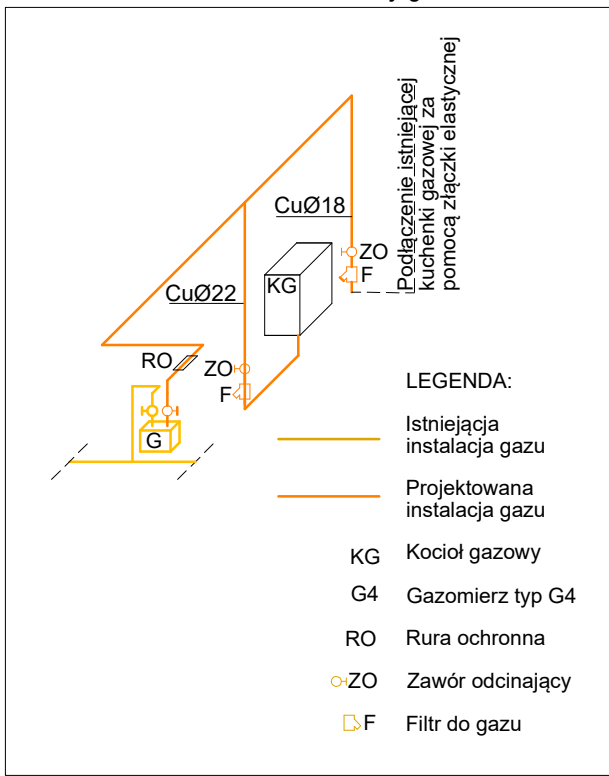 Podłączenie istniejącej
kuchenki gazowej za
pomocą złączki elastycznej
CuØ18
ZO
F
KG
CuØ22
RO
ZO
F
G
LEGENDA:
Istniejącja
instalacja gazu
Projektowana
instalacja gazu
KG Kocioł gazowy
G4 Gazomierz typ G4
RO Rura ochronna
ZO Zawór odcinający
F Filtr do gazu